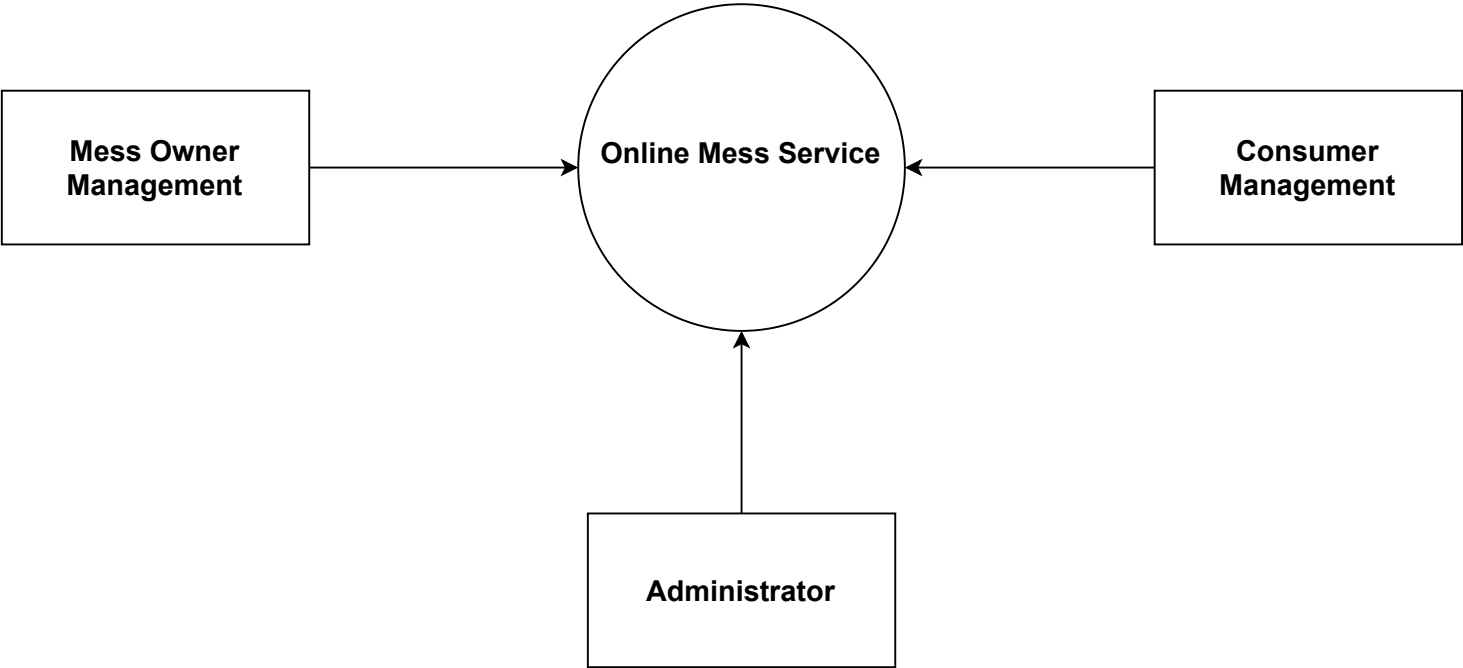 Mess Owner
Management
Online Mess Service
Consumer
Management
Administrator